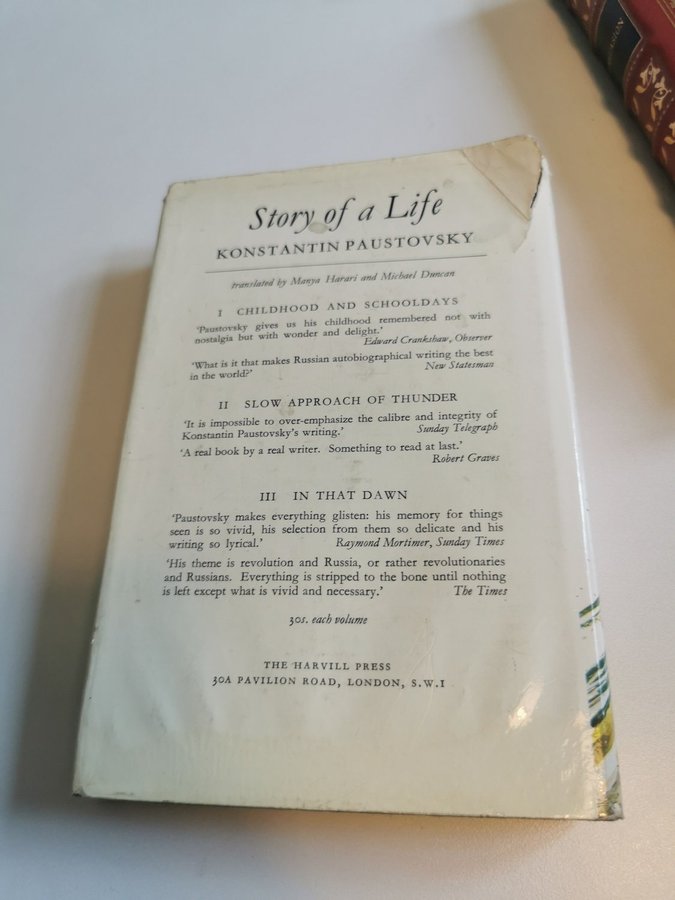 Story of a Life
KONSTANTIN PAUSTOVSKY
translated by Manya Harari and Michael Duncan
I CHILDHOOD AND SCHOOLDAYS
'Paustovsky gives us his childhood remembered not with
nostalgia but with wonder and delight.'
Edward Crankshaw, Observer
'What is it that makes Russian autobiographical writing the best
in the world?' New Statesman
II SLOW APPROACH OF THUNDER
'It is impossible to over-emphasize the calibre and integrity of
Konstantin Paustovsky's writing.' Sunday Telegraph
'A real book by a real writer. Something to read at last.'
Robert Graves
III IN THAT DAWN
'Paustovsky makes everything glisten: his memory for things
seen is so vivid, his selection from them so delicate and his
writing so lyrical.' Raymond Mortimer, Sunday Times
'His theme is revolution and Russia, or rather revolutionaries
and Russians. Everything is stripped to the bone until nothing
is left except what is vivid and necessary.' The Times
30s. each volume
THE HARVILL PRESS
30A PAVILION ROAD, LONDON, S.W.1